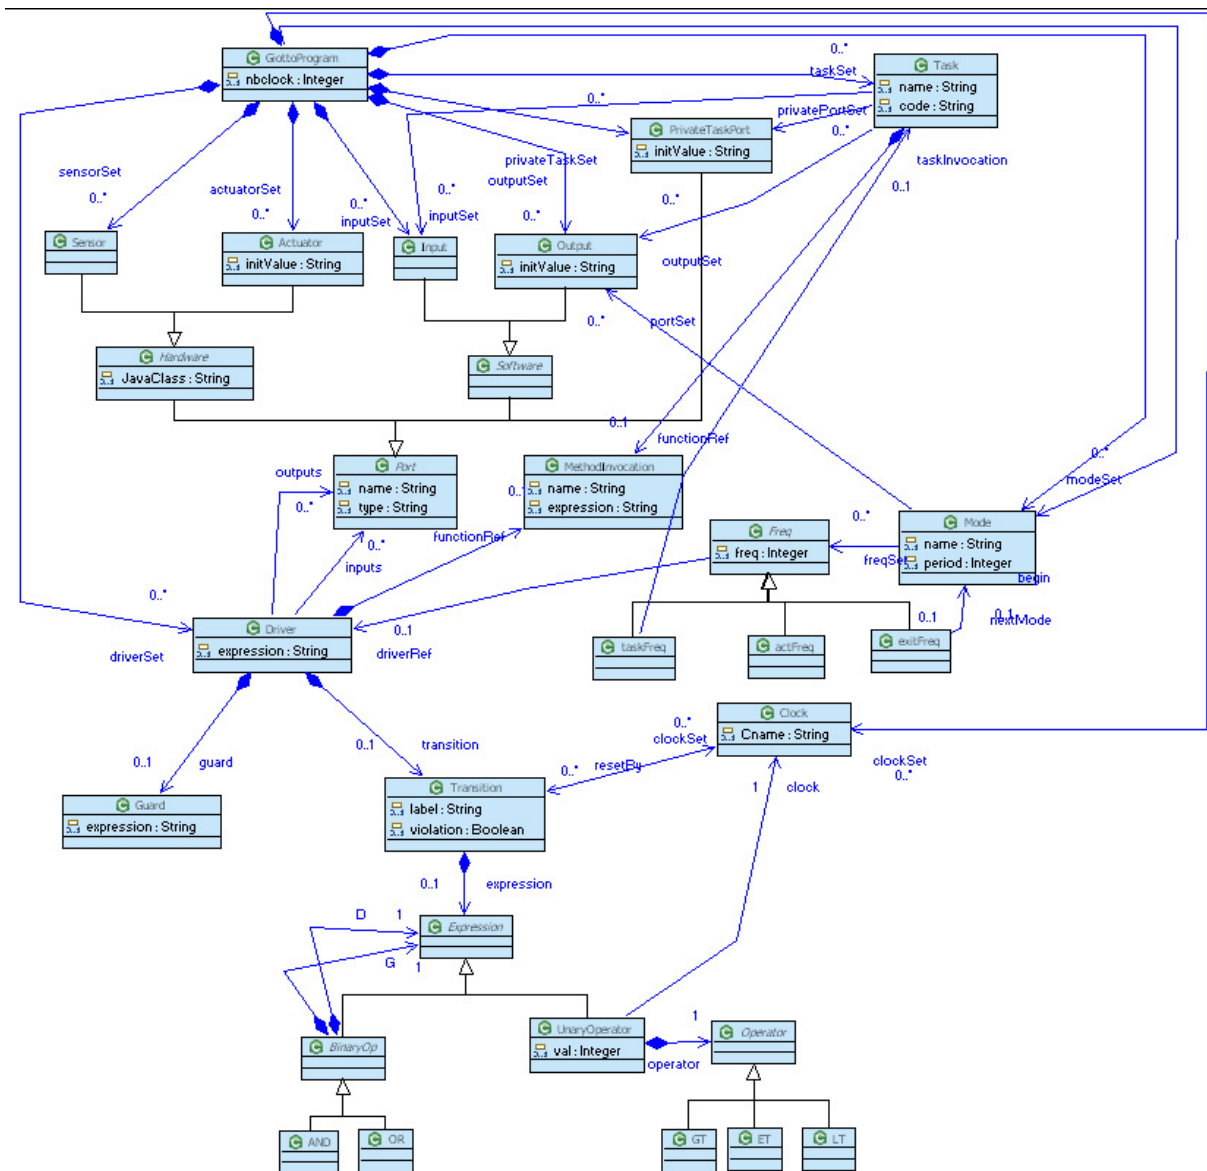 GiottoProgram
nbclock : Integer
0..*
taskSet
Task
name : String
code : String
0..*
privatePortSet
0..*
PrivateTaskPort
initValue : String
privateTaskSet
taskInvocation
0..1
sensorSet
0..*
actuatorSet
0..*
0..*
inputSet
0..*
inputSet
outputSet
0..*
0..*
Sensor
Actuator
initValue : String
Input
Output
initValue : String
outputSet
0..*
portSet
Hardware
JavaClass : String
Software
0..1
functionRef
outputs
0..*
Port
name : String
type : String
0..1
MethodInvocation
name : String
expression : String
0..*
modeSet
functionRef
0..*
inputs
Freq
freq : Integer
0..*
freqSet
Mode
name : String
period : Integer
begin
0..1
0..*
driverSet
Driver
expression : String
0..1
driverRef
taskFreq
actFreq
0..1
exitFreq
nextMode
0..1
guard
0..1
transition
0..*
clockSet
Clock
Cname : String
resetBy
0..*
clockSet
0..*
1
clock
Guard
expression : String
Transition
label : String
violation : Boolean
0..1
expression
D
1
Expression
G
1
BinaryOp
UnaryOperator
val : Integer
1
operator
Operator
AND
OR
GT
ET
LT